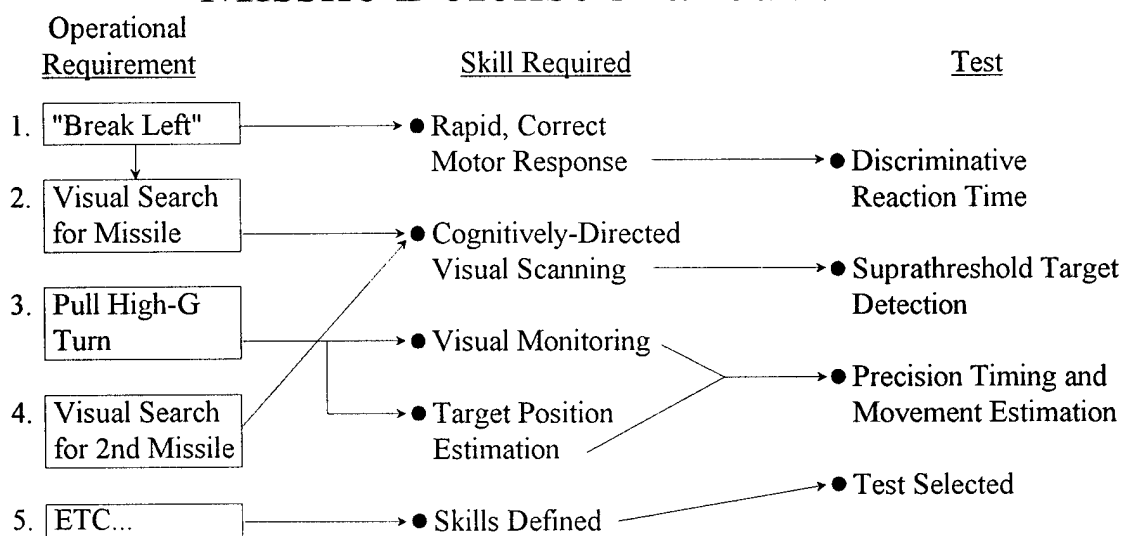 Operational
Requirement
Skill Required
Test
1. "Break Left"
Rapid, Correct
Motor Response
Discriminative
Reaction Time
2. Visual Search
for Missile
Cognitively-Directed
Visual Scanning
Suprathreshold Target
Detection
3. Pull High-G
Turn
Visual Monitoring
Precision Timing and
Movement Estimation
4. Visual Search
for 2nd Missile
Target Position
Estimation
Test Selected
5. ETC...
Skills Defined